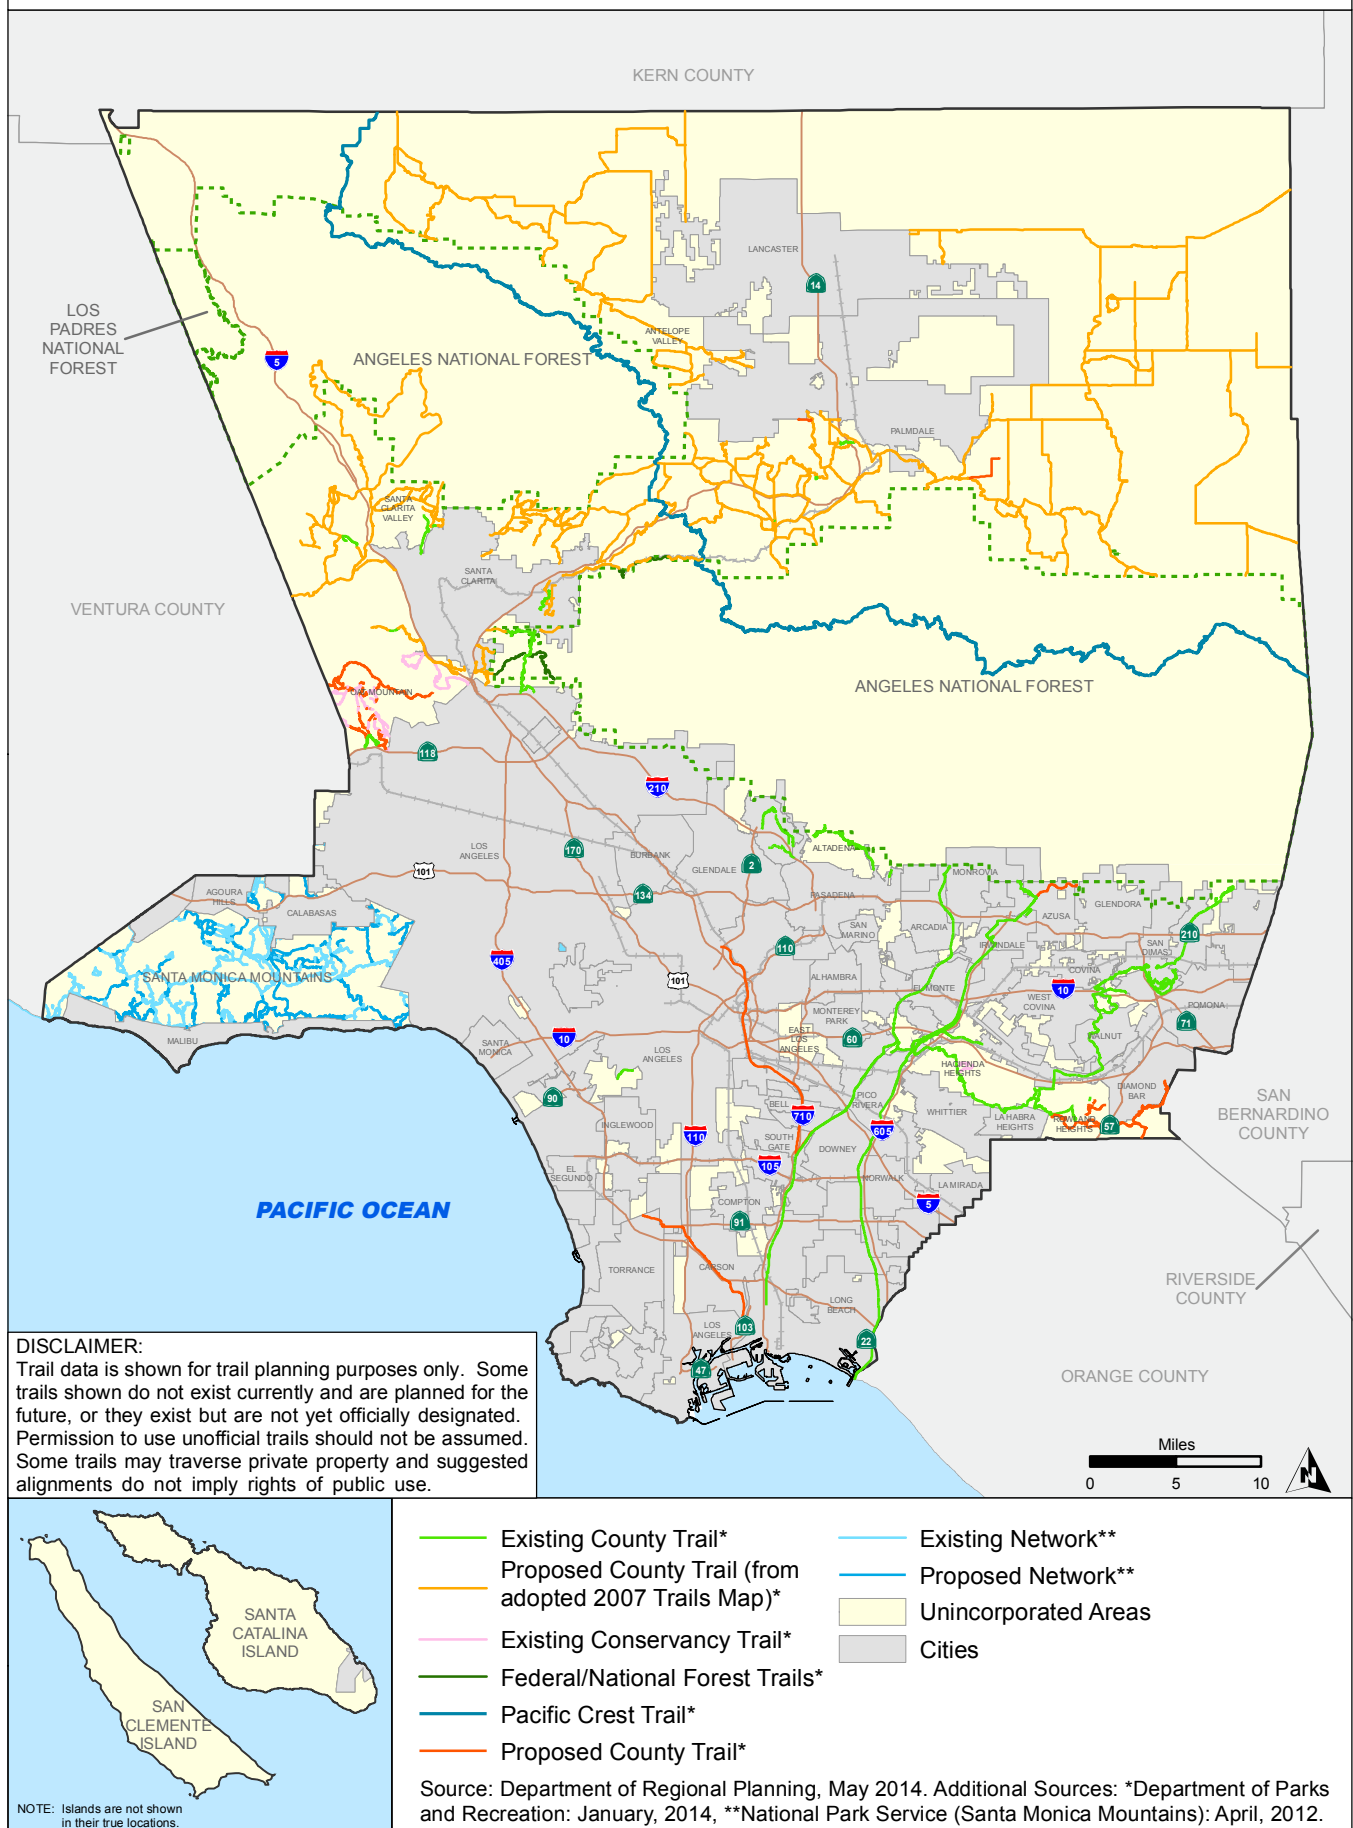 KERN COUNTY
LANCASTER
14
LOS
PADRES
NATIONAL
FOREST
ANTELOPE
VALLEY
5
ANGELES NATIONAL FOREST
PALMDALE
SANTA
CLARITA
VALLEY
SANTA
CLARITA
VENTURA COUNTY
ANGELES NATIONAL FOREST
OAT MOUNTAIN
118
210
LOS
ANGELES
170
BURBANK
GLENDALE
2
ALTADENA
101
134
PASADENA
MONROVIA
AGOURA
HILLS
CALABASAS
SAN
MARINO
ARCADIA
AZUSA
GLENDORA
210
110
IRWINDALE
SAN
DIMAS
405
SANTA MONICA MOUNTAINS
101
ALHAMBRA
EL MONTE
COVINA
10
WEST
COVINA
POMONA
MONTEREY
PARK
71
MALIBU
SANTA
MONICA
10
LOS
ANGELES
EAST
LOS
ANGELES
60
WALNUT
HACIENDA
HEIGHTS
90
BELL
PICO
RIVERA
DIAMOND
BAR
SAN
BERNARDINO
COUNTY
710
WHITTIER
LA HABRA
HEIGHTS
ROWLAND
HEIGHTS
57
INGLEWOOD
110
SOUTH
GATE
605
DOWNEY
105
EL
SEGUNDO
NORWALK
LA MIRADA
PACIFIC OCEAN
COMPTON
5
91
TORRANCE
CARSON
RIVERSIDE
COUNTY
LONG
BEACH
LOS
ANGELES
103
22
47
ORANGE COUNTY
DISCLAIMER:
Trail data is shown for trail planning purposes only. Some
trails shown do not exist currently and are planned for the
future, or they exist but are not yet officially designated.
Permission to use unofficial trails should not be assumed.
Some trails may traverse private property and suggested
alignments do not imply rights of public use.
Miles
0 5 10
N
SANTA
CATALINA
ISLAND
SAN
CLEMENTE
ISLAND
NOTE: Islands are not shown
in their true locations.
Existing County Trail*
Proposed County Trail (from
adopted 2007 Trails Map)*
Existing Conservancy Trail*
Federal/National Forest Trails*
Pacific Crest Trail*
Proposed County Trail*
Existing Network**
Proposed Network**
Unincorporated Areas
Cities
Source: Department of Regional Planning, May 2014. Additional Sources: *Department of Parks
and Recreation: January, 2014, **National Park Service (Santa Monica Mountains): April, 2012.